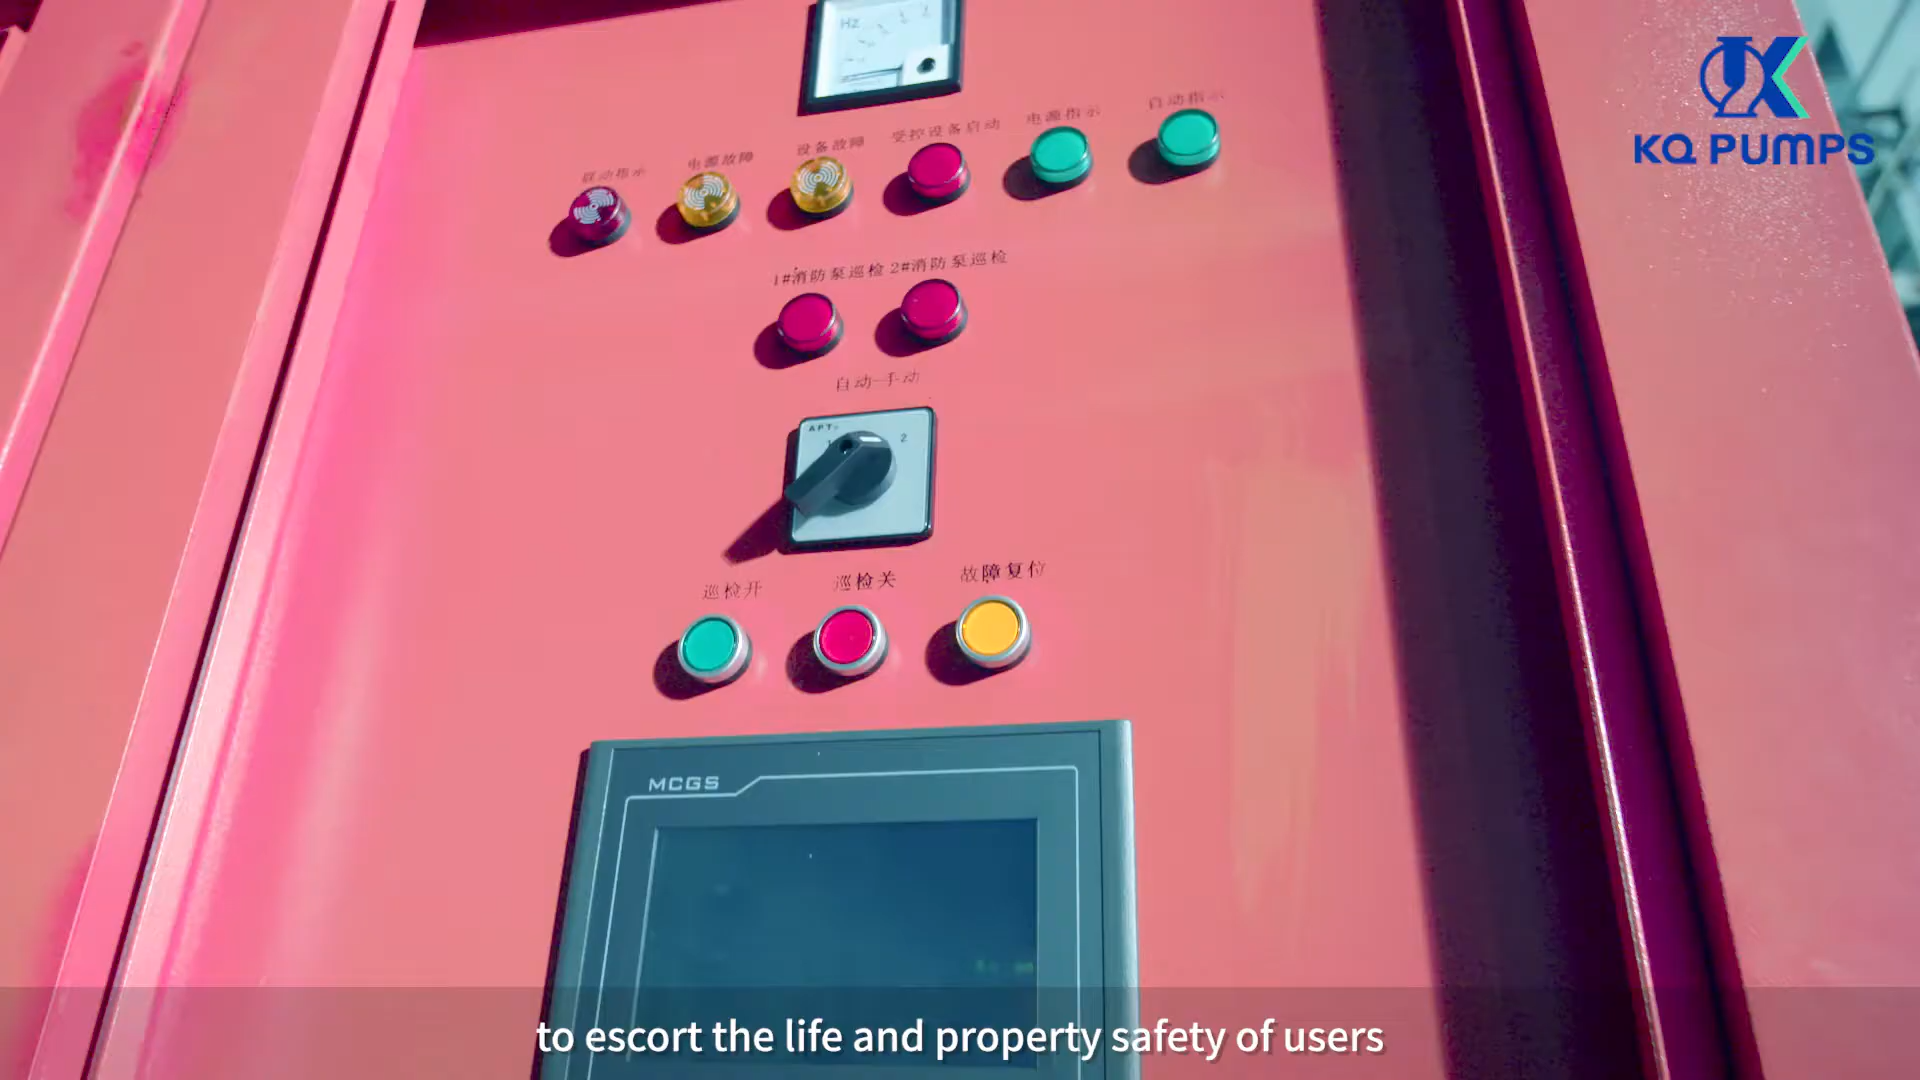 Hz
KQ PUMPS
启动指示
电源故障
设备故障
受控设备启动
电源指示
自动指示
1#消防泵巡检 2#消防泵巡检
自动-手动
APT
1 2
巡检开
巡检关
故障复位
MCGS
to escort the life and property safety of users